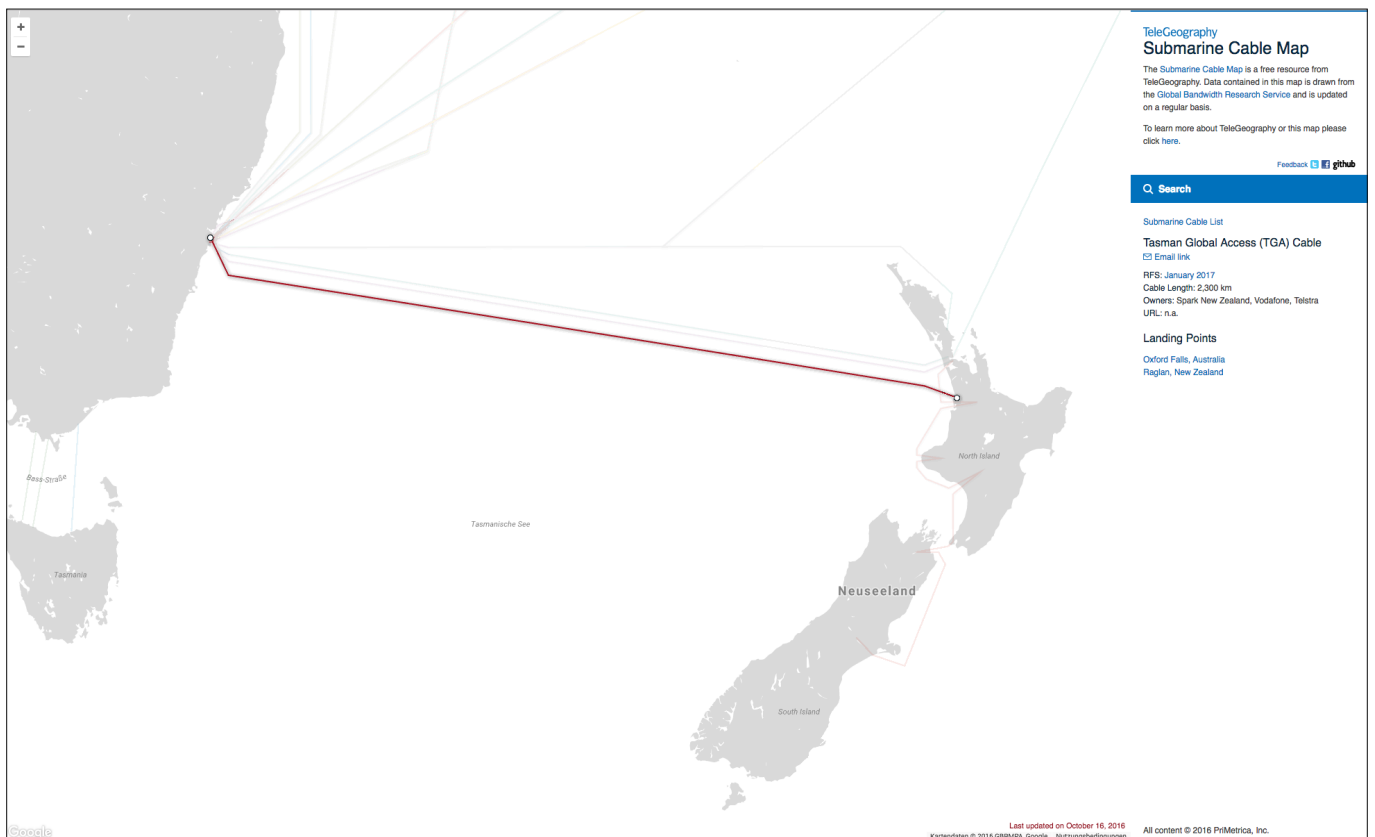 +
−
Bass-Straße
Tasmania
Tasmanische See
North Island
Neuseeland
South Island
Google
Last updated on October 16, 2016
Kartendaten © 2016 GBRMPA, Google Nutzungsbedingungen
TeleGeography
Submarine Cable Map
The Submarine Cable Map is a free resource from
TeleGeography. Data contained in this map is drawn from
the Global Bandwidth Research Service and is updated
on a regular basis.
To learn more about TeleGeography or this map please
click here.
Feedback github
Search
Submarine Cable List
Tasman Global Access (TGA) Cable
Email link
RFS: January 2017
Cable Length: 2,300 km
Owners: Spark New Zealand, Vodafone, Telstra
URL: n.a.
Landing Points
Oxford Falls, Australia
Raglan, New Zealand
All content © 2016 PriMetrica, Inc.